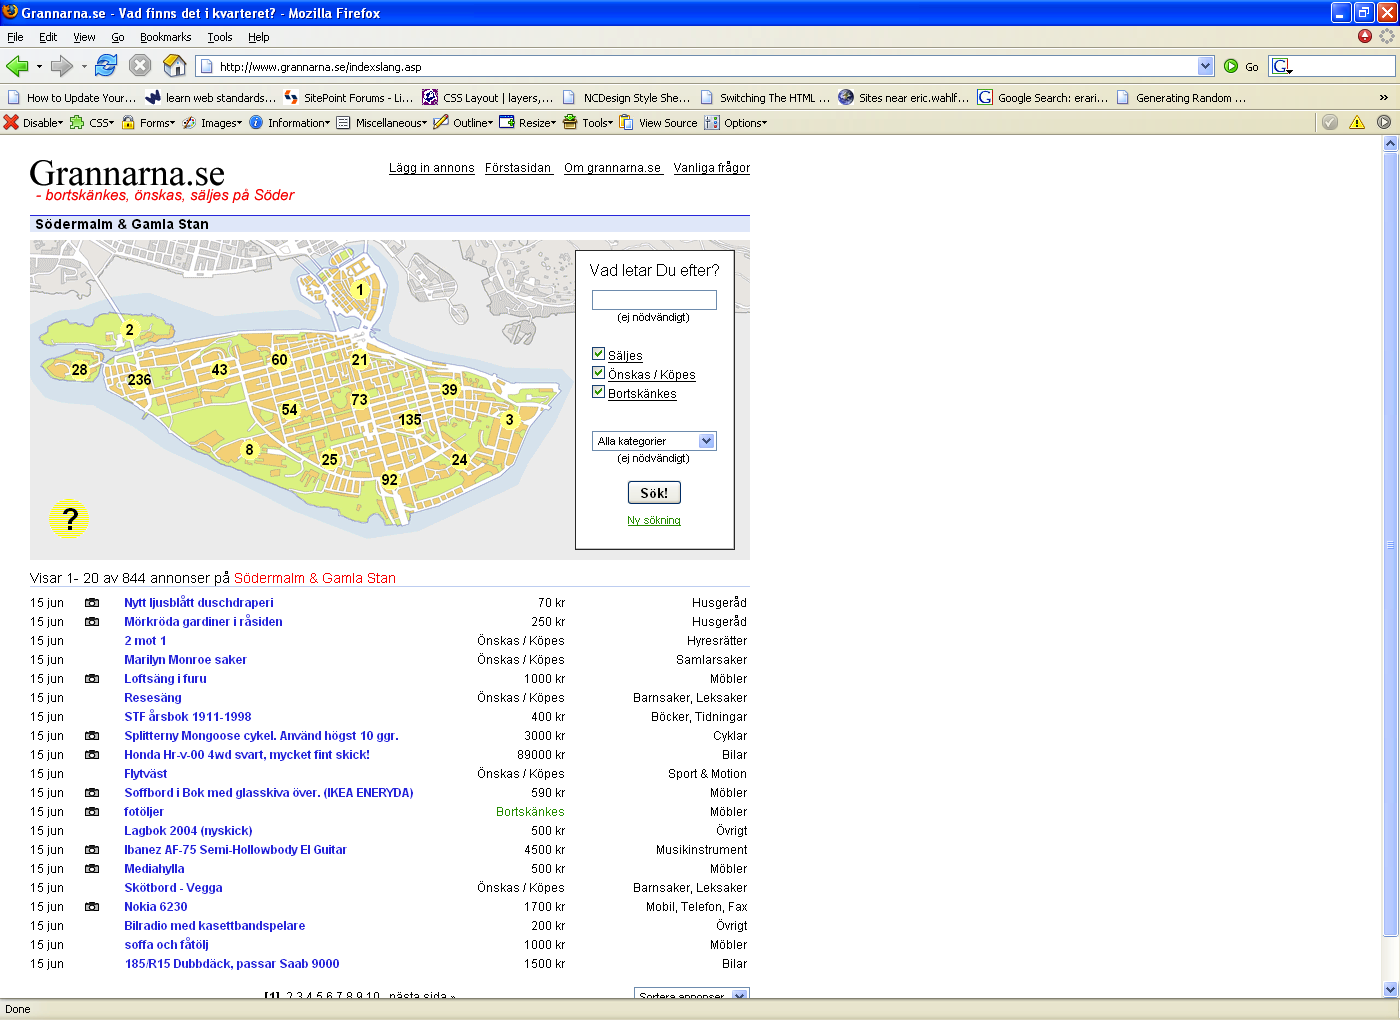 Grannarna.se - Vad finns det i kvarteret? - Mozilla Firefox
File Edit View Go Bookmarks Tools Help
http://www.grannarna.se/indexslang.asp Go G
How to Update Your... learn web standards... SitePoint Forums - Li... CSS Layout | layers,... NCDesign Style She... Switching The HTML ... Sites near eric.wahlf... Google Search: erari... Generating Random ... »
Disable CSS Forms Images Information Miscellaneous Outline Resize Tools View Source Options
Grannarna.se
- bortskänkes, önskas, säljes på Söder
Lägg in annons Förstasidan Om grannarna.se Vanliga frågor
Södermalm & Gamla Stan
1
2
60 21
28 236 43
39
54 73
135 3
8 25 24
92
?
Vad letar Du efter?
(ej nödvändigt)
Säljes
Önskas / Köpes
Bortskänkes
Alla kategorier
(ej nödvändigt)
Sök!
Ny sökning
Visar 1- 20 av 844 annonser på Södermalm & Gamla Stan
15 jun Nytt ljusblått duschdraperi 70 kr Husgeråd
15 jun Mörkröda gardiner i råsiden 250 kr Husgeråd
15 jun 2 mot 1 Önskas / Köpes Hyresrätter
15 jun Marilyn Monroe saker Önskas / Köpes Samlarsaker
15 jun Loftsäng i furu 1000 kr Möbler
15 jun Resesäng Önskas / Köpes Barnsaker, Leksaker
15 jun STF årsbok 1911-1998 400 kr Böcker, Tidningar
15 jun Splitterny Mongoose cykel. Använd högst 10 ggr. 3000 kr Cyklar
15 jun Honda Hr-v-00 4wd svart, mycket fint skick! 89000 kr Bilar
15 jun Flytväst Önskas / Köpes Sport & Motion
15 jun Soffbord i Bok med glasskiva över. (IKEA ENERYDA) 590 kr Möbler
15 jun fotöljer Bortskänkes Möbler
15 jun Lagbok 2004 (nyskick) 500 kr Övrigt
15 jun Ibanez AF-75 Semi-Hollowbody El Guitar 4500 kr Musikinstrument
15 jun Mediahylla 500 kr Möbler
15 jun Skötbord - Vegga Önskas / Köpes Barnsaker, Leksaker
15 jun Nokia 6230 1700 kr Mobil, Telefon, Fax
15 jun Bilradio med kasettbandspelare 200 kr Övrigt
15 jun soffa och fåtölj 1000 kr Möbler
15 jun 185/R15 Dubbdäck, passar Saab 9000 1500 kr Bilar
[1] 2 3 4 5 6 7 8 9 10 nästa sida » Sortera annonser
Done